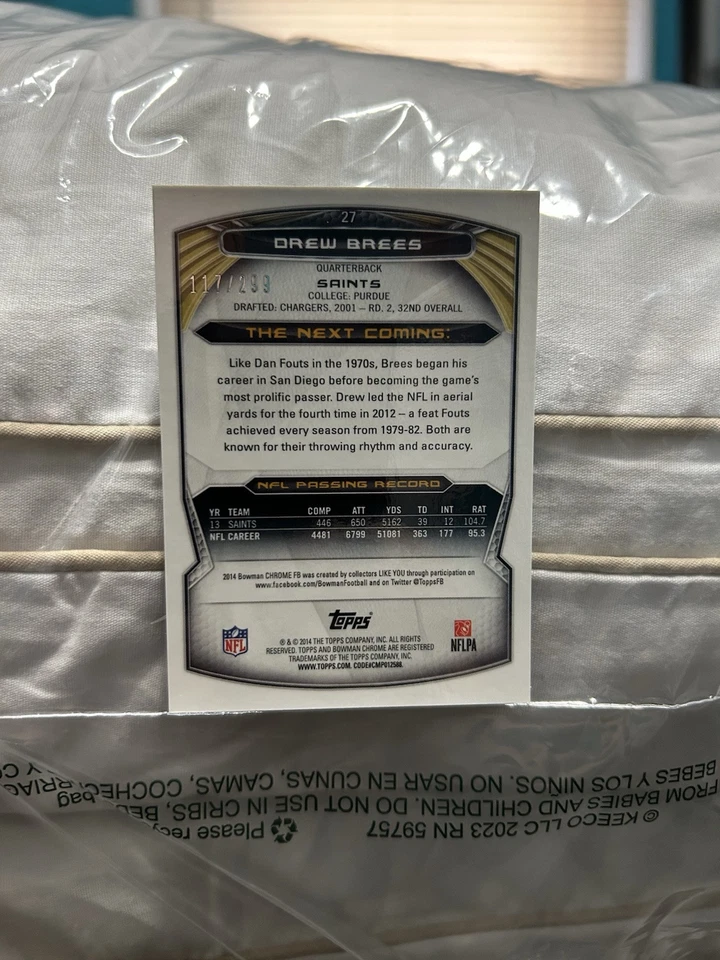 27
DREW BREES
QUARTERBACK
117/299
SAINTS
COLLEGE: PURDUE
DRAFTED: CHARGERS, 2001 – RD. 2, 32ND OVERALL
THE NEXT COMING:
Like Dan Fouts in the 1970s, Brees began his
career in San Diego before becoming the game's
most prolific passer. Drew led the NFL in aerial
yards for the fourth time in 2012 – a feat Fouts
achieved every season from 1979-82. Both are
known for their throwing rhythm and accuracy.
NFL PASSING RECORD
YR TEAM COMP ATT YDS TD INT RAT
13 SAINTS 446 650 5162 39 12 104.7
NFL CAREER 4481 6799 51081 363 177 95.3
2014 Bowman CHROME FB was created by collectors LIKE YOU through participation on
www.facebook.com/BowmanFootball and on Twitter @ToppsFB
Topps
NFL
® & © 2014 THE TOPPS COMPANY, INC. ALL RIGHTS
RESERVED. TOPPS AND BOWMAN CHROME ARE REGISTERED
TRADEMARKS OF THE TOPPS COMPANY, INC.
WWW.TOPPS.COM. CODE#CMP012588.
NFLPA
© KEECO LLC 2023 RN 59757
Please
FROM BABIES AND CHILDREN. DO NOT USE IN CRIBS,
bag
BEBES Y LOS NIÑOS. NO USAR EN CUNAS, CAMAS,